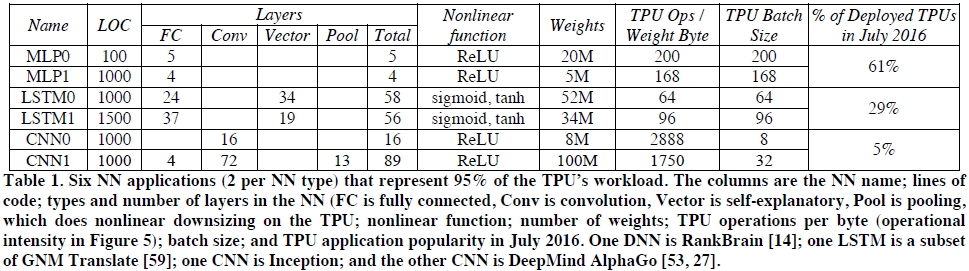 Name LOC Layers Nonlinear function Weights TPU Ops / Weight Byte TPU Batch Size % of Deployed TPUs in July 2016
FC Conv Vector Pool Total
MLP0 100 5 5 ReLU 20M 200 200 61%
MLP1 1000 4 4 ReLU 5M 168 168
LSTM0 1000 24 34 58 sigmoid, tanh 52M 64 64 29%
LSTM1 1500 37 19 56 sigmoid, tanh 34M 96 96
CNN0 1000 16 16 ReLU 8M 2888 8 5%
CNN1 1000 4 72 13 89 ReLU 100M 1750 32
Table 1. Six NN applications (2 per NN type) that represent 95% of the TPU's workload. The columns are the NN name; lines of
code; types and number of layers in the NN (FC is fully connected, Conv is convolution, Vector is self-explanatory, Pool is pooling,
which does nonlinear downsizing on the TPU; nonlinear function; number of weights; TPU operations per byte (operational
intensity in Figure 5); batch size; and TPU application popularity in July 2016. One DNN is RankBrain [14]; one LSTM is a subset
of GNM Translate [59]; one CNN is Inception; and the other CNN is DeepMind AlphaGo [53, 27].